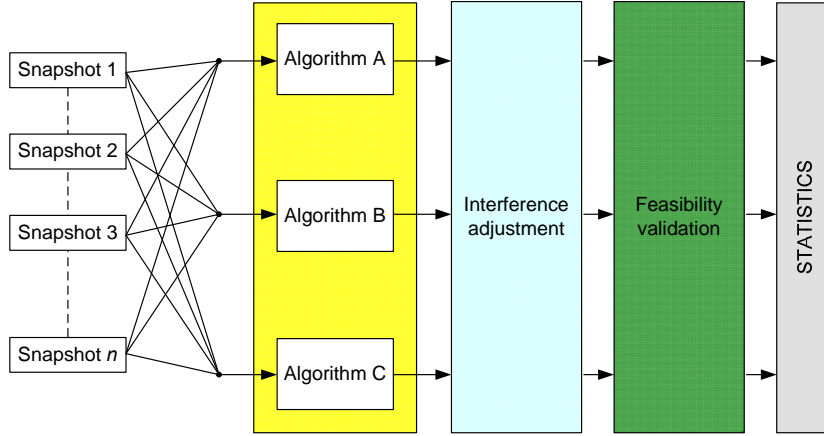 Snapshot 1
Snapshot 2
Snapshot 3
Snapshot n
Algorithm A
Algorithm B
Algorithm C
Interference
adjustment
Feasibility
validation
STATISTICS